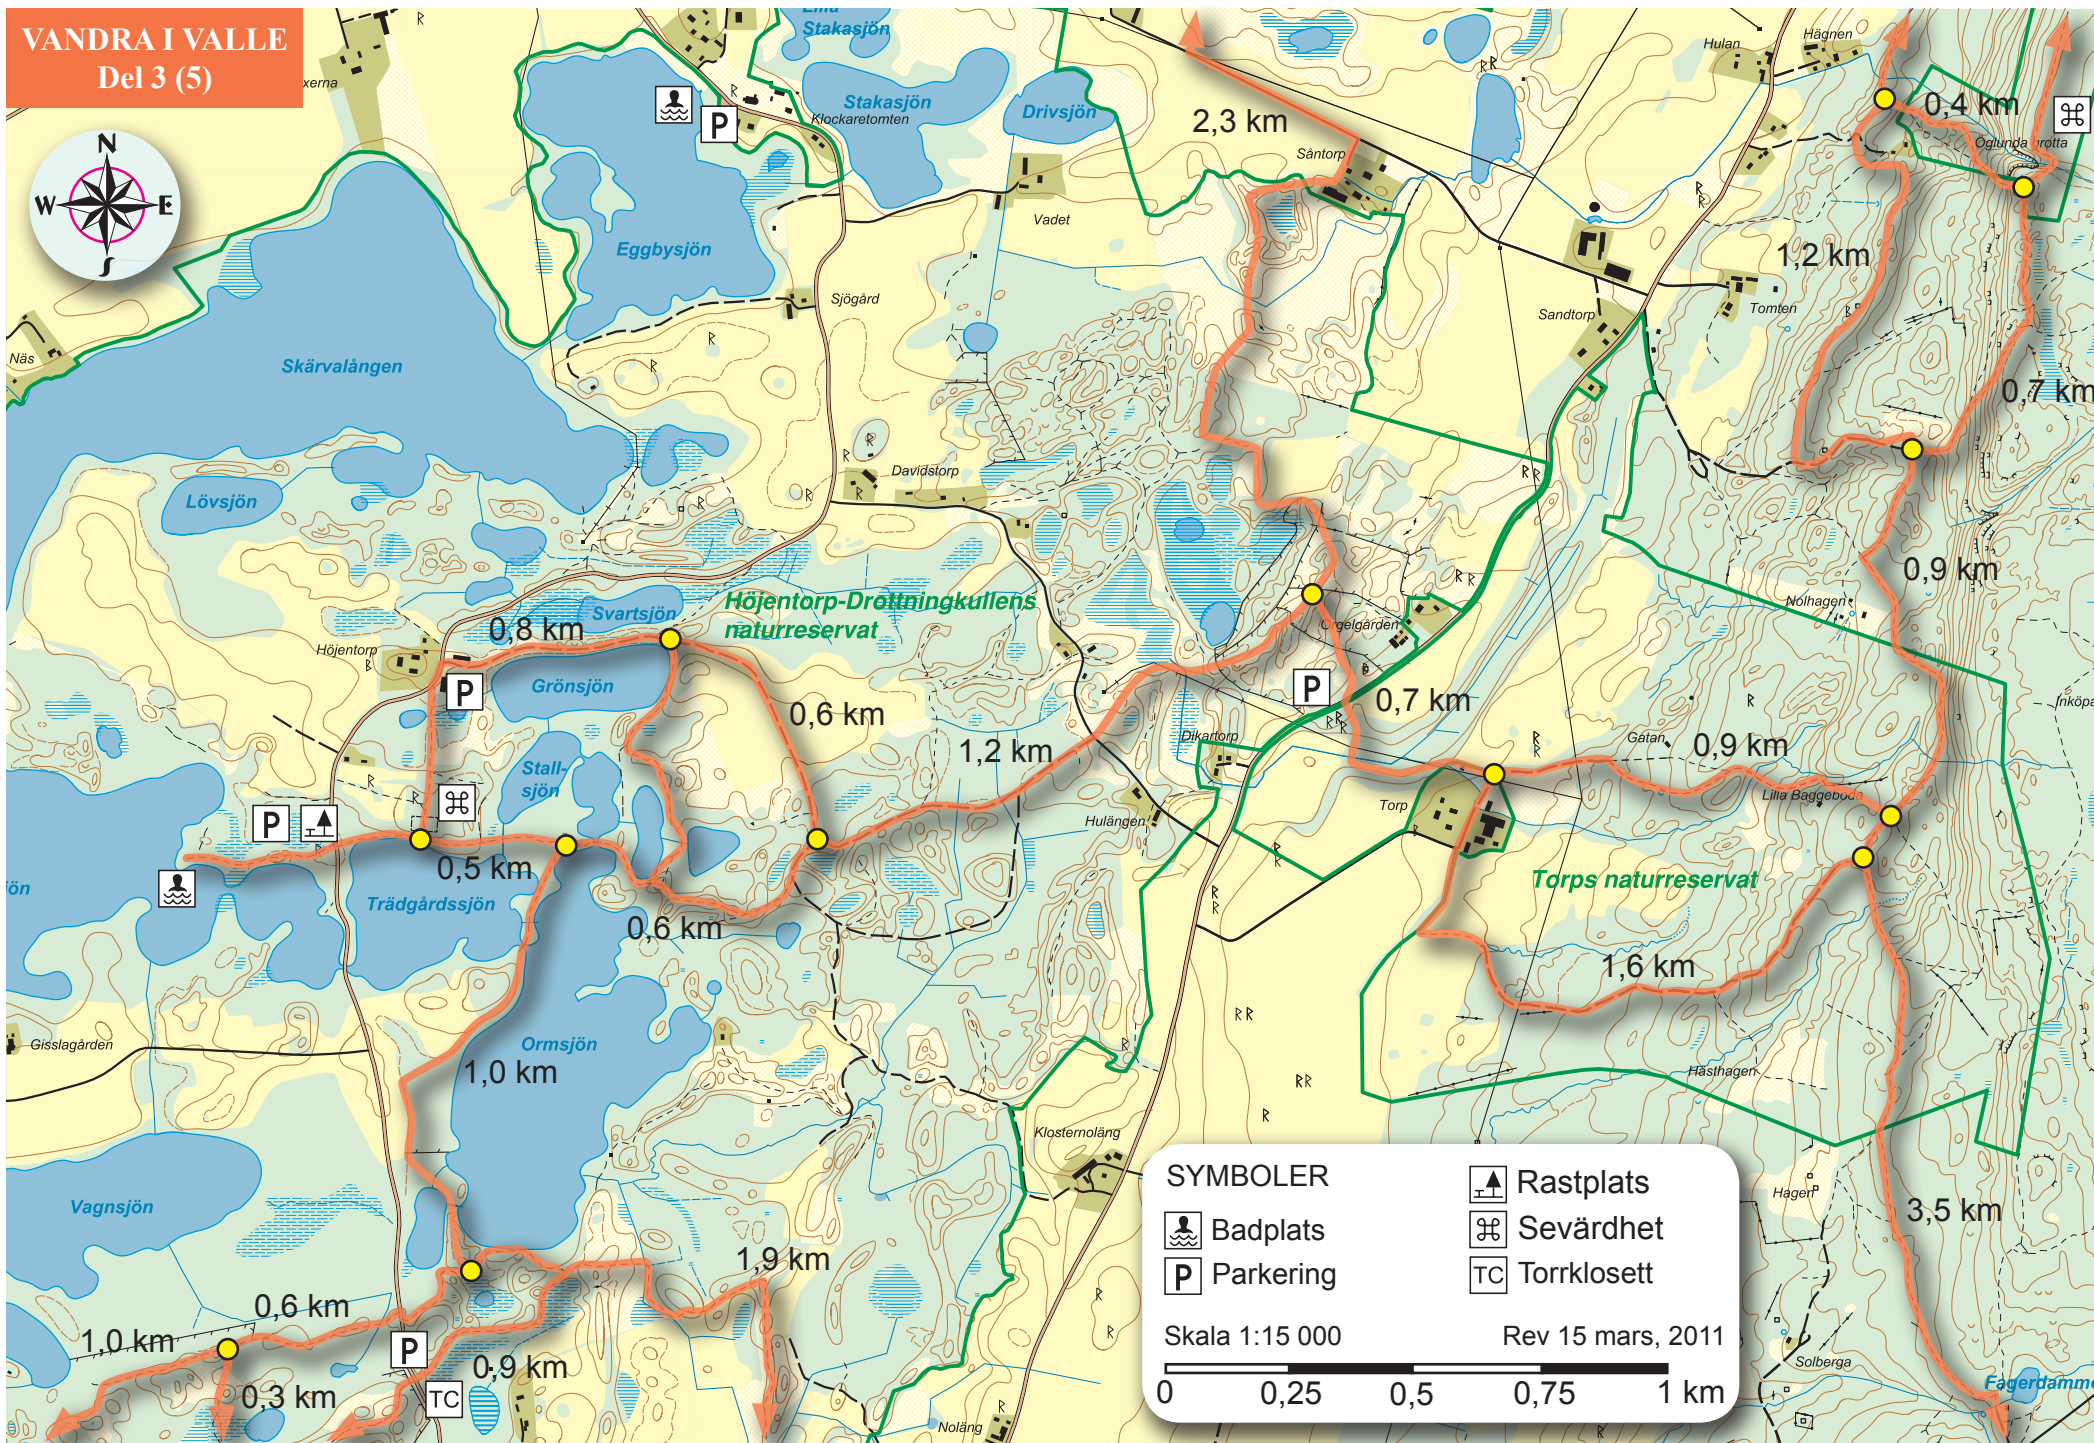 VANDRA I VALLE
Del 3 (5)
N
W E
S
Stakasjön
Stakasjön
Klockaretomten
Drivsjön
Vadet
Eggbysjön
Sjögård
Skärvalången
Näs
Lövsjön
Davidstorp
2,3 km
Såntorp
Hulan
Hägnen
0,4 km
Öglunda grotta
1,2 km
Tomten
Sandtorp
0,7 km
0,9 km
Nolhagen
Svartsjön
Höjentorp-Drottningkullens
naturreservat
0,8 km
Höjentorp
P
P
Grönsjön
0,6 km
Stall-
sjön
1,2 km
Orgelgården
P
0,7 km
Dikartorp
Gatan
0,9 km
Lilla Baggebo
Torp
Hulängen
P
0,5 km
Trädgårdssjön
0,6 km
Torps naturreservat
1,6 km
Gisslagården
Ormsjön
1,0 km
Hästhagen
Klosternoläng
Vagnsjön
Hagen
3,5 km
1,9 km
0,6 km
1,0 km
P
0,3 km
0,9 km
TC
Noläng
Solberga
Fagerdamm
SYMBOLER
Badplats
P Parkering
Rastplats
Sevärdhet
TC Torrklosett
Skala 1:15 000 Rev 15 mars, 2011
0 0,25 0,5 0,75 1 km